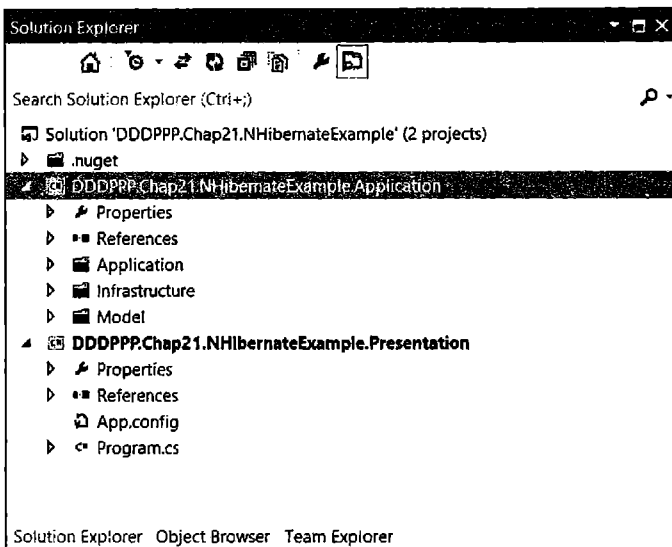 Solution Explorer
Search Solution Explorer (Ctrl+;)
Solution 'DDDPPP.Chap21.NHibernateExample' (2 projects)
.nuget
DDDPPP.Chap21.NHibernateExample.Application
Properties
References
Application
Infrastructure
Model
DDDPPP.Chap21.NHibernateExample.Presentation
Properties
References
App.config
Program.cs
Solution Explorer Object Browser Team Explorer